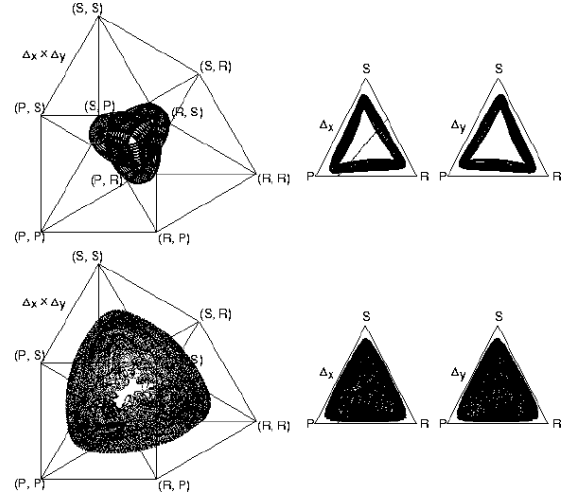 (S, S)
Δx × Δy
(S, R)
(P, S)
(S, P)
(R, S)
(P, R)
(R, R)
(P, P)
(R, P)
S
Δx
P
R
S
Δy
P
R
(S, S)
Δx × Δy
(S, R)
(P, S)
S)
(R, R)
(P, P)
(R, P)
S
Δx
P
R
S
Δy
P
R